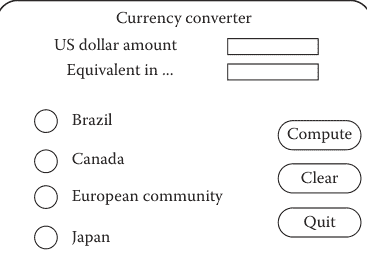 Currency converter
US dollar amount
Equivalent in ...
Brazil
Compute
Canada
Clear
European community
Quit
Japan